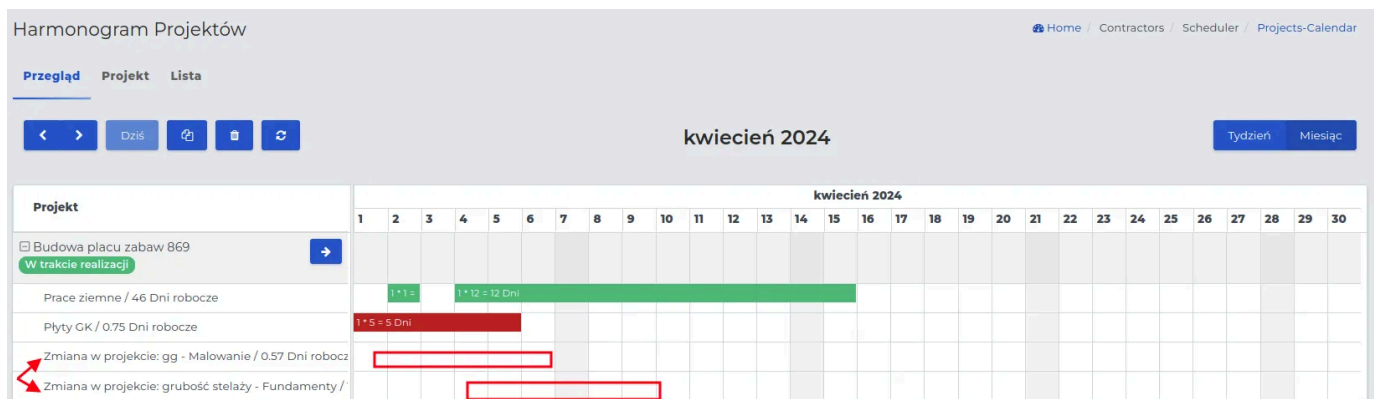 Harmonogram Projektów
Home / Contractors / Scheduler / Projects-Calendar
Przegląd Projekt Lista
Dziś
kwiecień 2024
Tydzień Miesiąc
Projekt
kwiecień 2024
1 2 3 4 5 6 7 8 9 10 11 12 13 14 15 16 17 18 19 20 21 22 23 24 25 26 27 28 29 30
Budowa placu zabaw 869
W trakcie realizacji
Prace ziemne / 46 Dni robocze
1 * 1 = 1 * 12 = 12 Dni
Płyty GK / 0.75 Dni robocze
1 * 5 = 5 Dni
Zmiana w projekcie: gg - Malowanie / 0.57 Dni robocz
Zmiana w projekcie: grubość stelaży - Fundamenty /